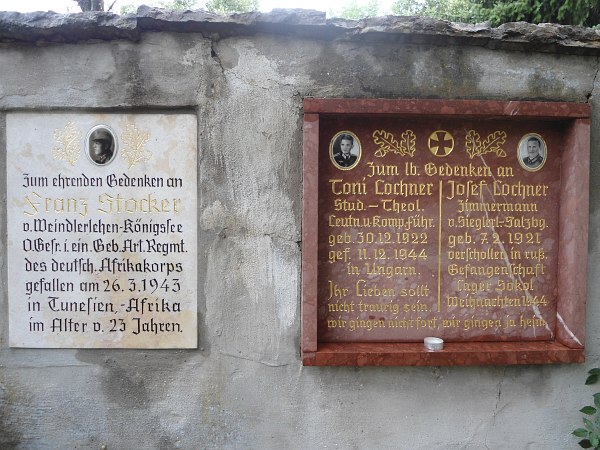 Zum ehrenden Gedenken an
Franz Stocker
v. Weindlerlehen-Königssee
O. Gefr. i. ein. Geb. Art. Regmt.
des deutsch. Afrikakorps
gefallen am 26.3.1943
in Tunesien,-Afrika
im Alter v. 23 Jahren.
Zum lb. Gedenken an
Toni Lochner
Stud.-Theol.
Leutn. u. Komp. Führ.
geb. 30.12.1922
gef. 11.12.1944
in Ungarn.
Josef Lochner
Zimmermann
v. Sieglerl-Salzbg.
geb. 7.2.1921
verschollen in ruß.
Gefangenschaft
Lager Sokol
Weihnachten 1944
Ihr Lieben sollt
nicht traurig sein,
wir gingen nicht fort, wir gingen ja heim